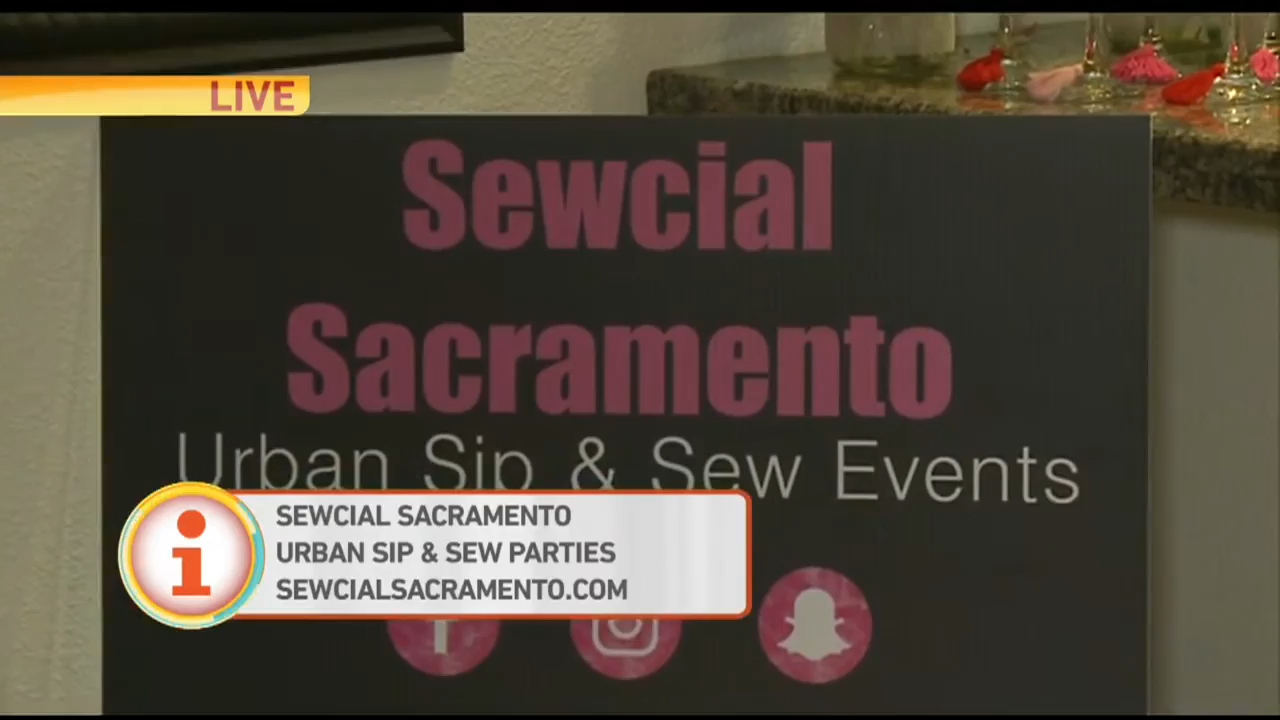 LIVE
Sewcial
Sacramento
Urban Sip & Sew Events
SEWCIAL SACRAMENTO
URBAN SIP & SEW PARTIES
SEWCIALSACRAMENTO.COM